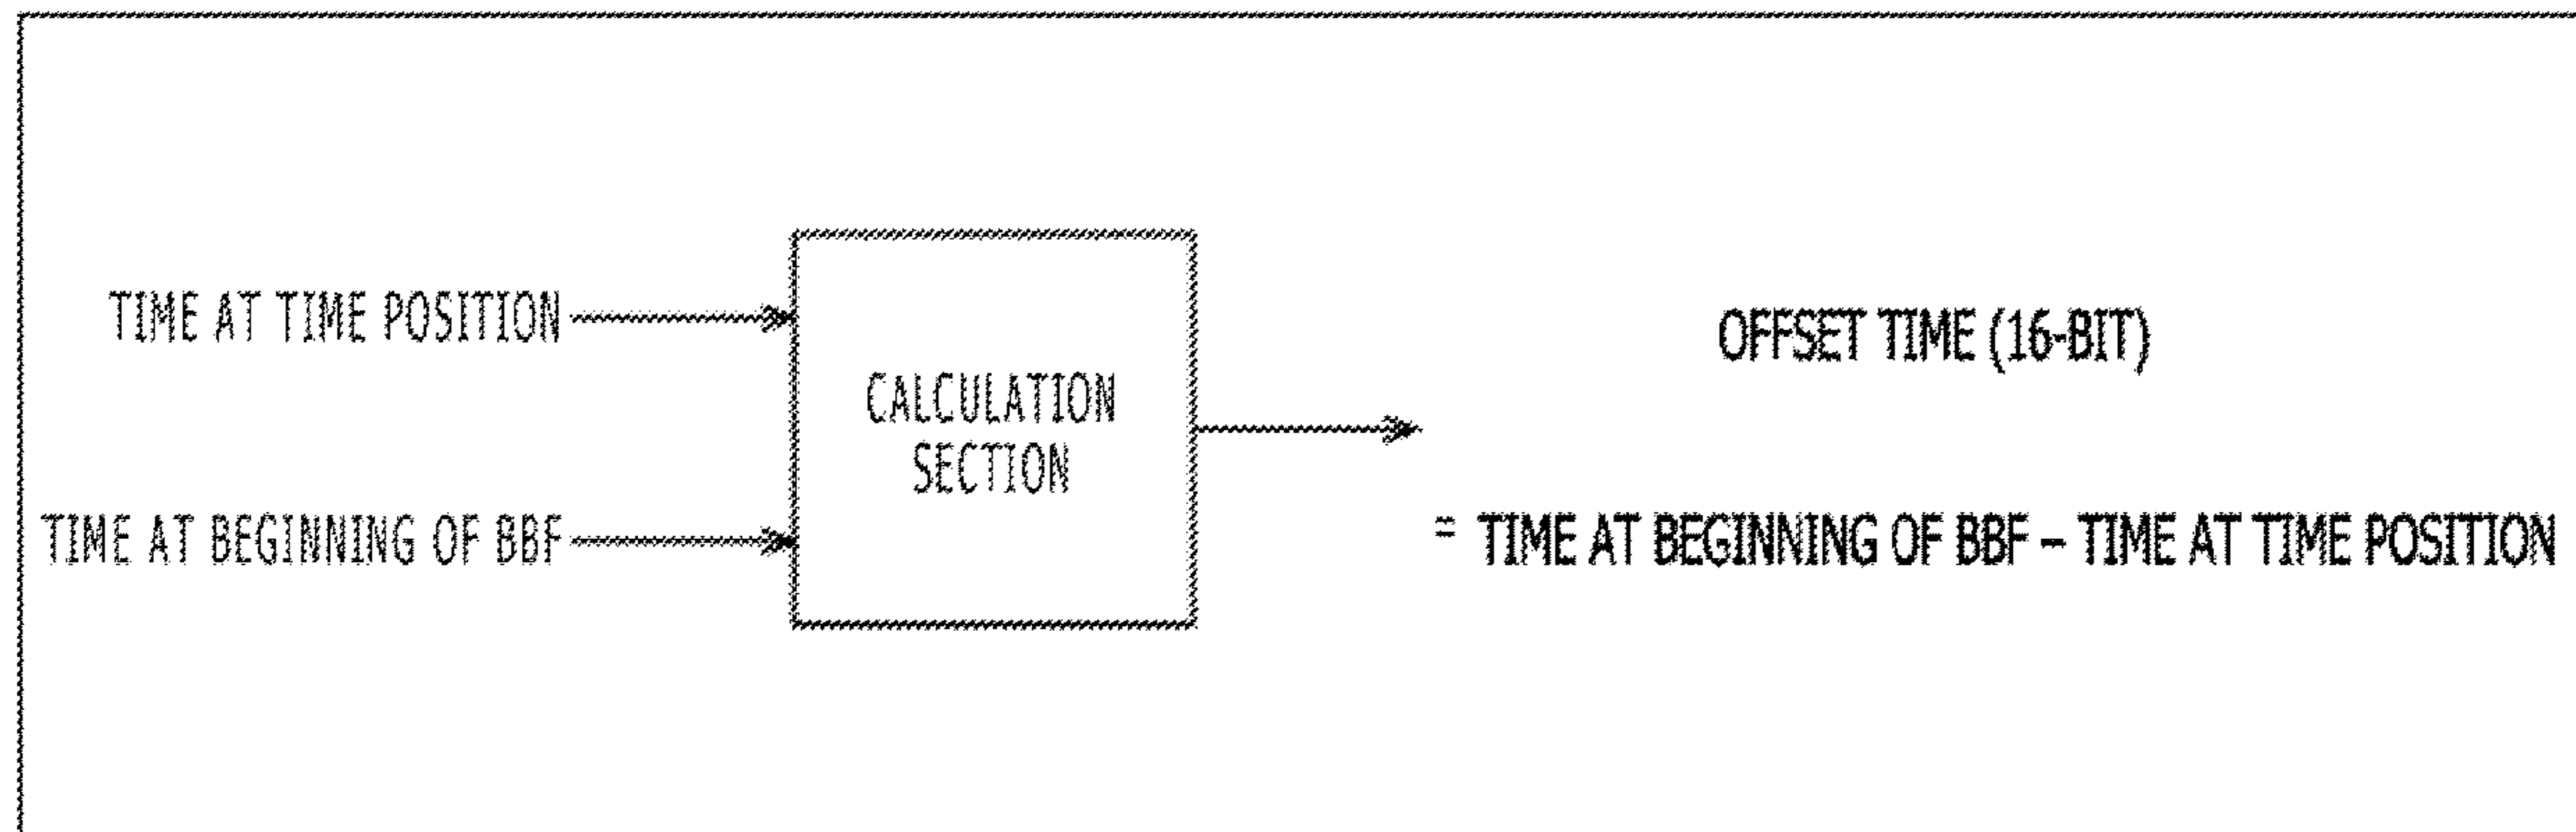 TIME AT TIME POSITION
TIME AT BEGINNING OF BBF
CALCULATION
SECTION
OFFSET TIME (16-BIT)
= TIME AT BEGINNING OF BBF – TIME AT TIME POSITION